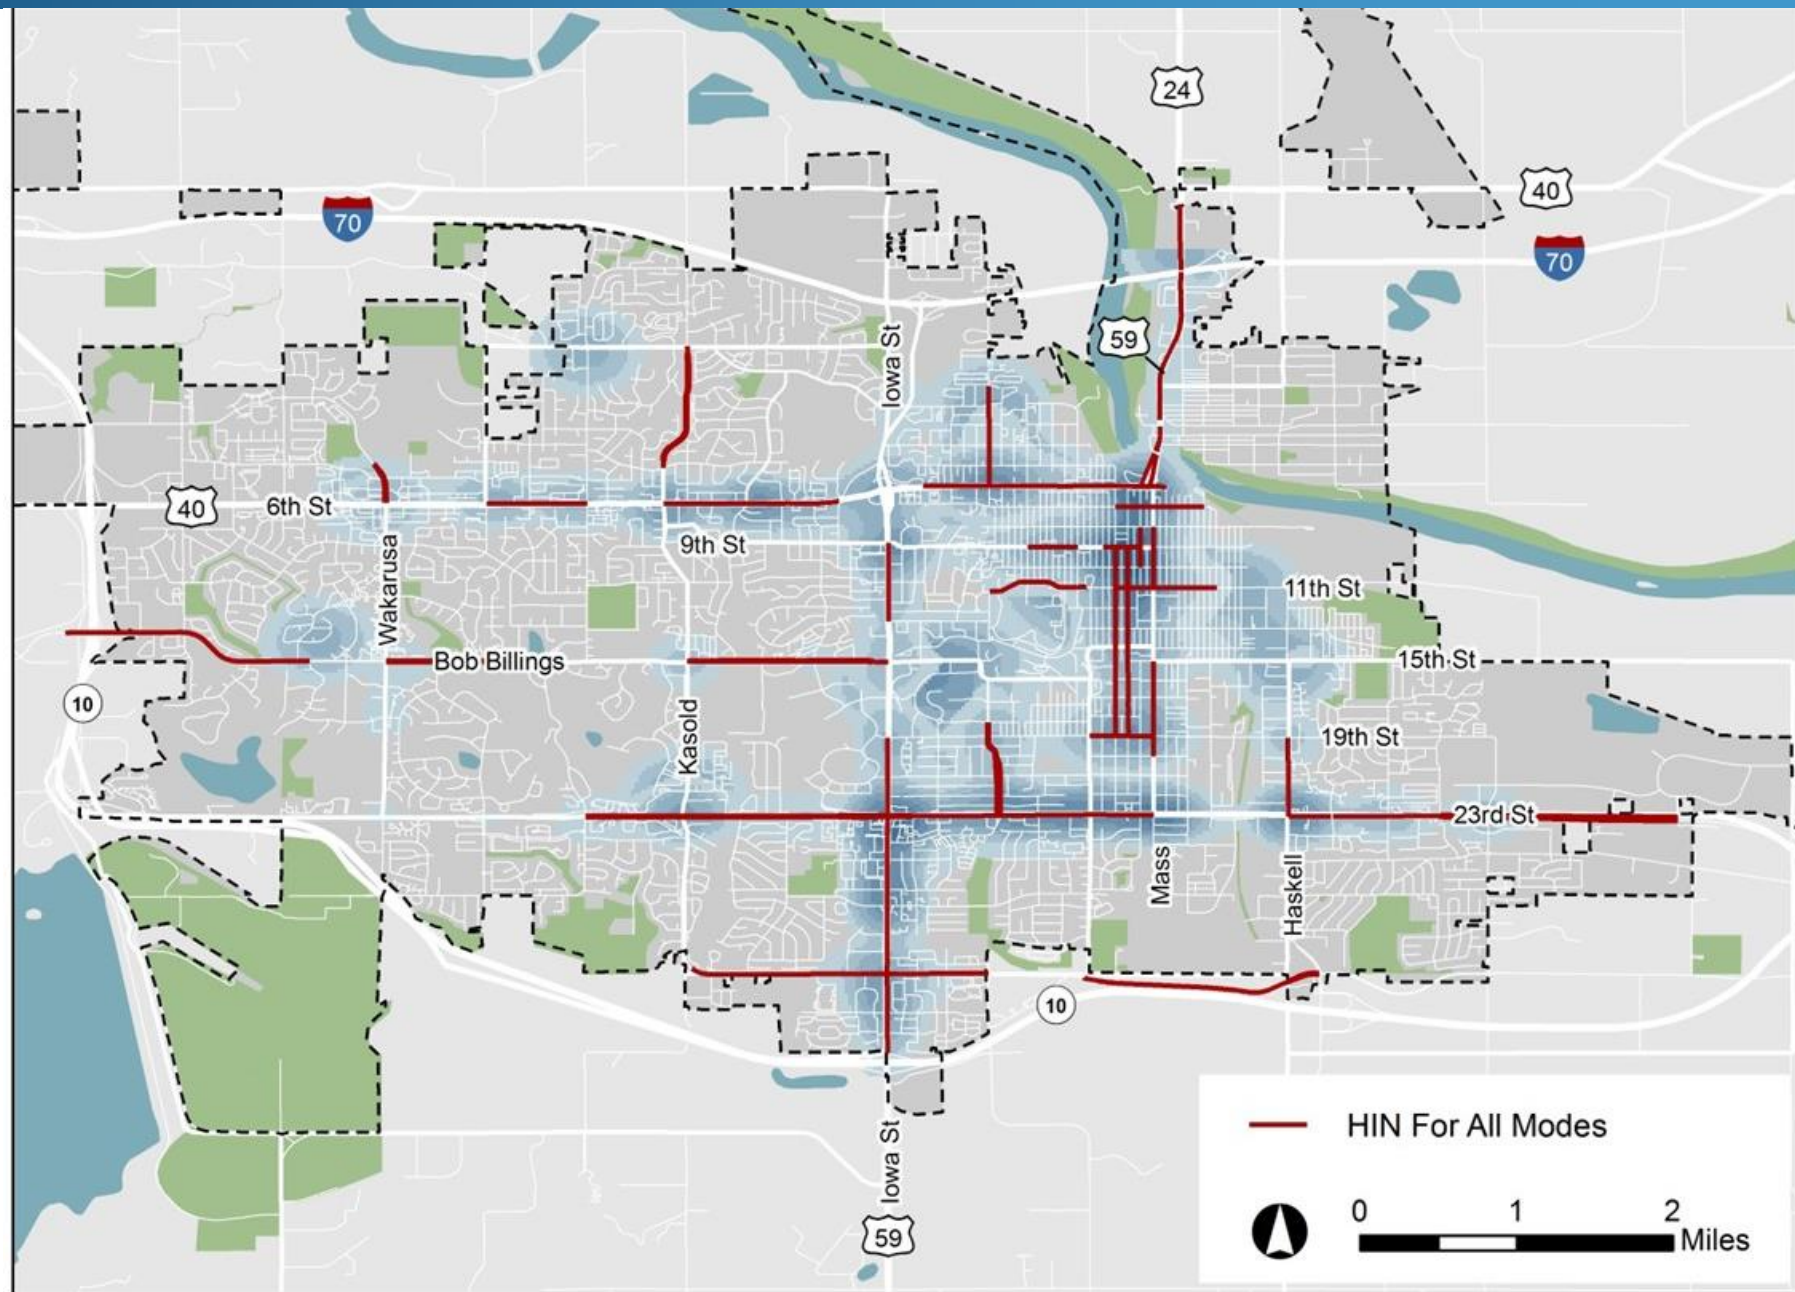 24
40
70
70
59
Iowa St
40
6th St
9th St
11th St
Wakarusa
Bob Billings
15th St
10
Kasold
19th St
23rd St
Mass
Haskell
10
HIN For All Modes
Iowa St
59
0 1 2
Miles